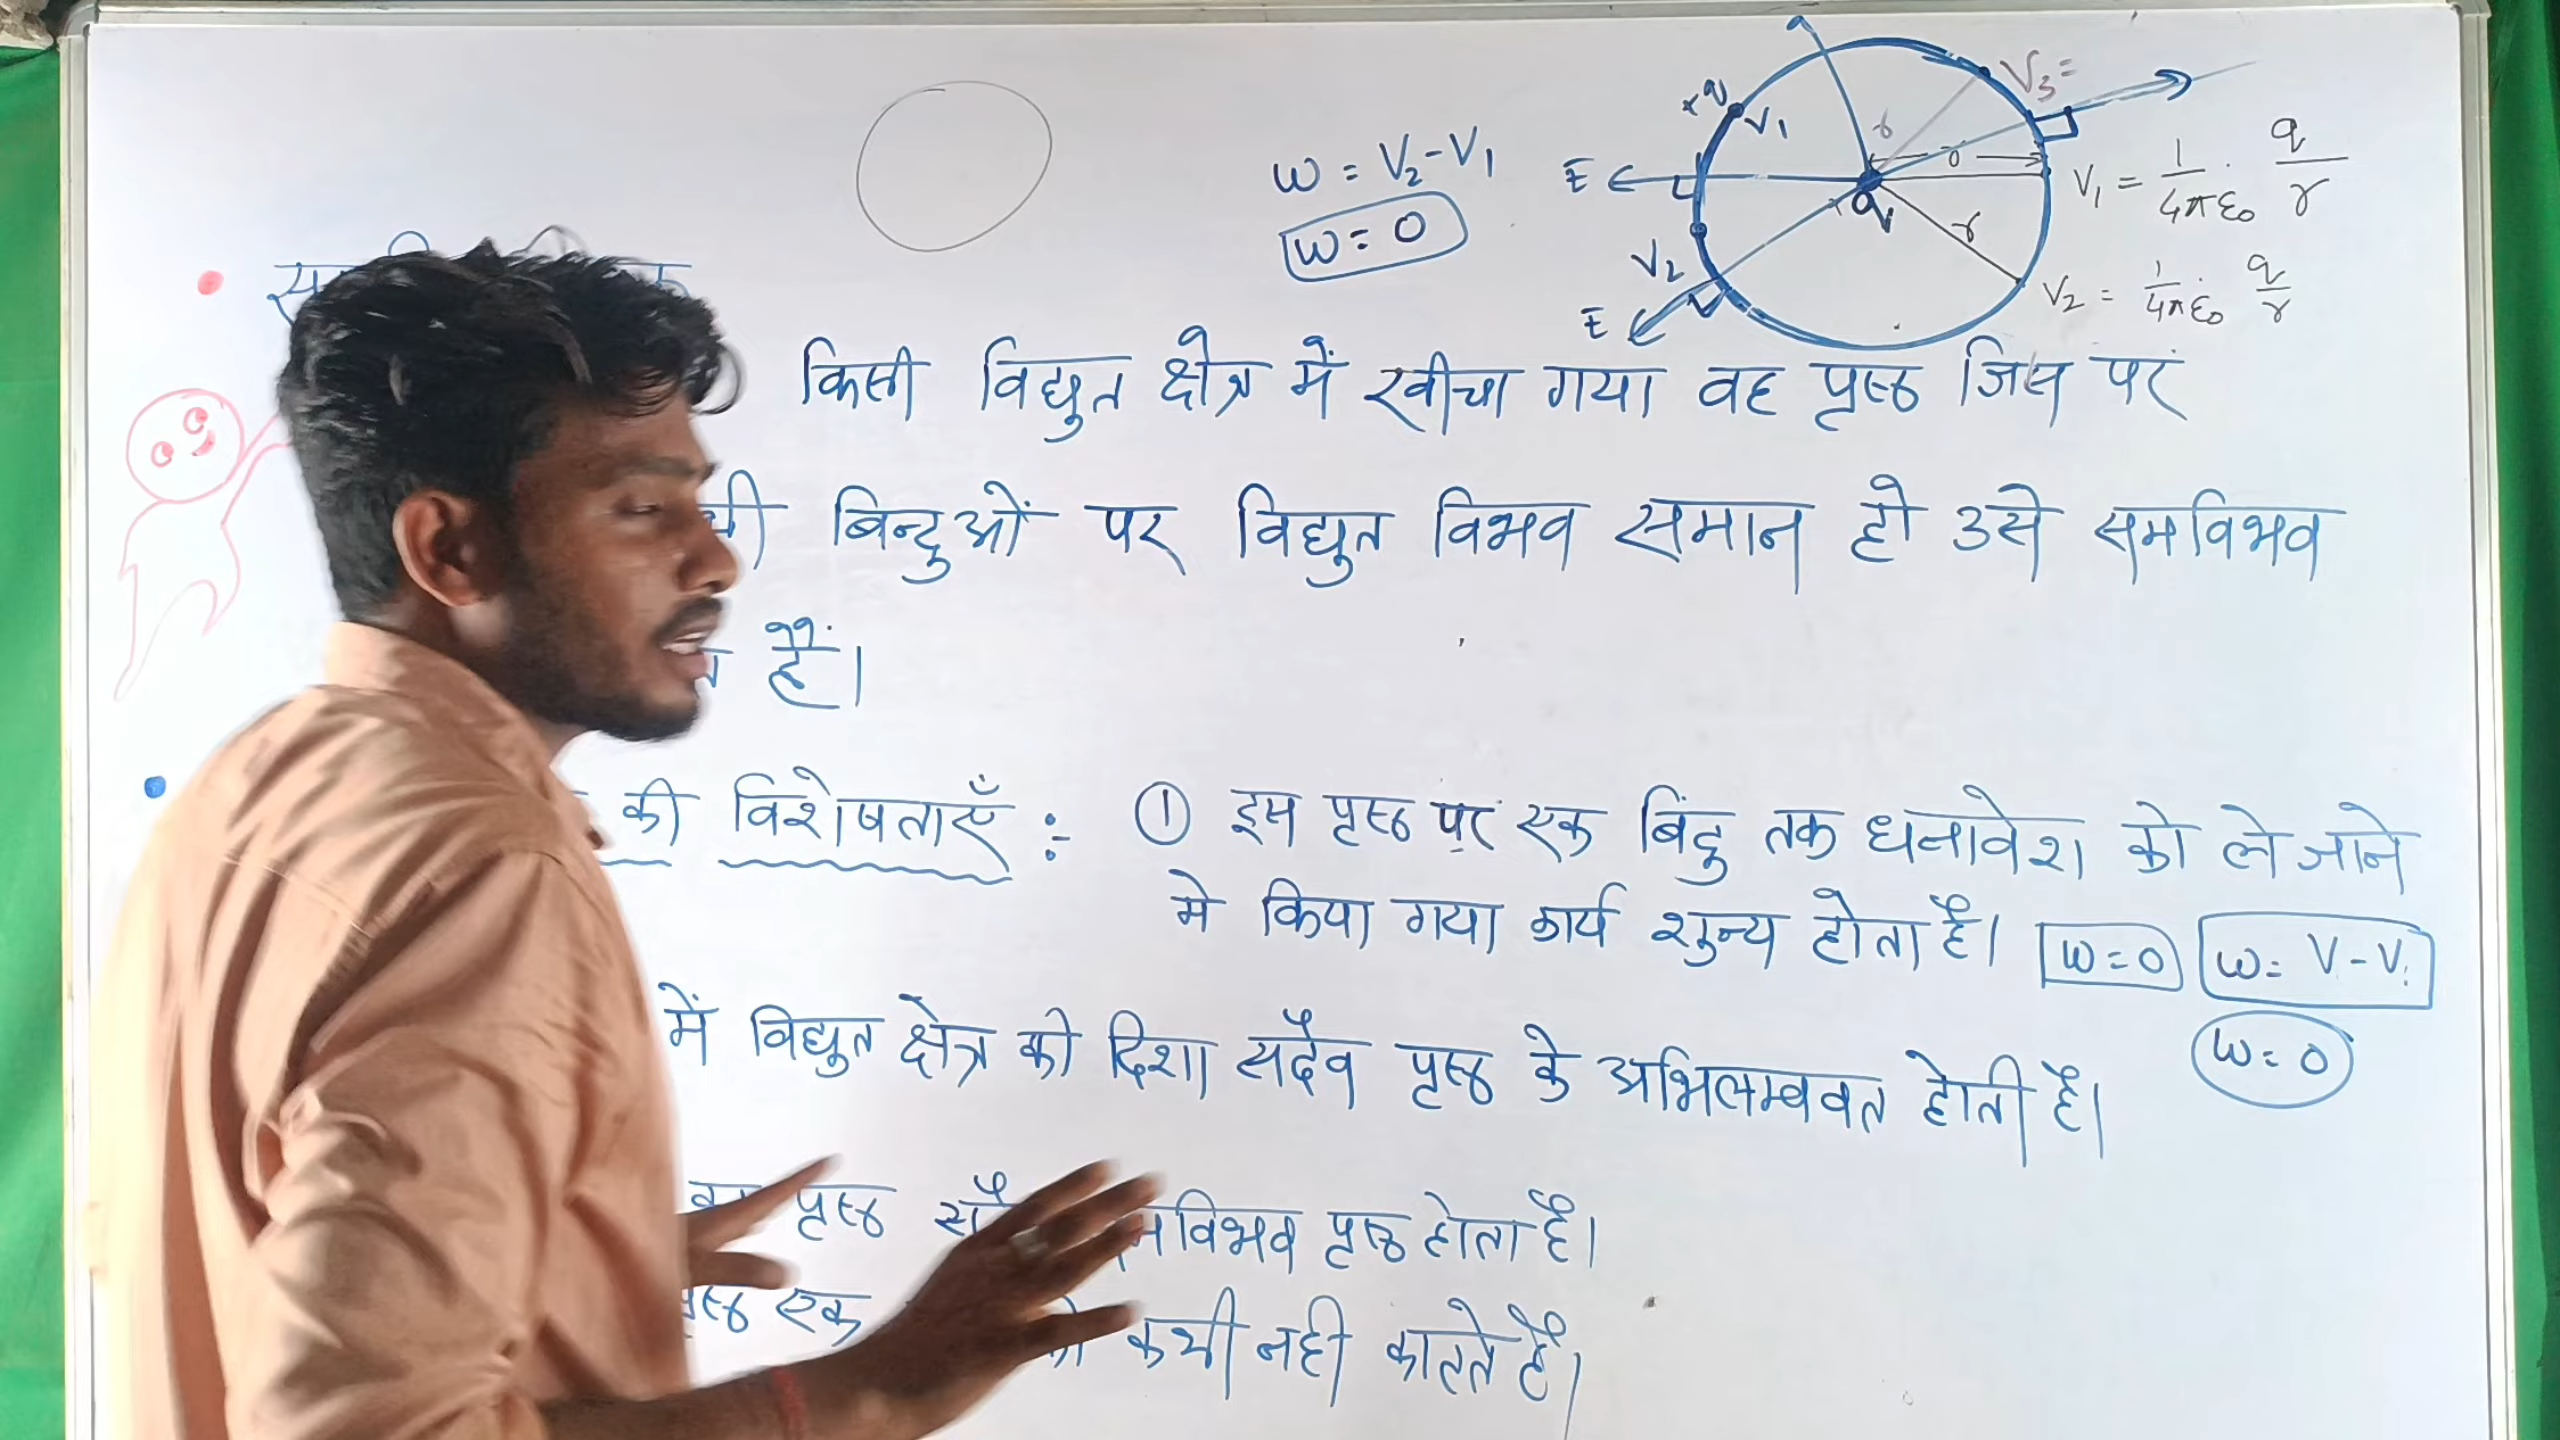 W = V₂-V₁
W = 0
+q V₁
V₃ =
E
q
r
V₁ = 1/4πε₀ . q/r
V₂
E
V₂ = 1/4πε₀ . q/r
किसी विद्युत क्षेत्र में खींचा गया वह पृष्ठ जिस पर
बिन्दुओं पर विद्युत विभव समान हो उसे समविभव
हैं।
की विशेषताएँ :- ① इस पृष्ठ पर एक बिंदु तक धनावेश को ले जाने
मे किया गया कार्य शुन्य होता है। W=0 W= V-V
W= 0
में विद्युत क्षेत्र की दिशा सदैव पृष्ठ के अभिलम्बवत होती है।
पृष्ठ समविभव पृष्ठ होता है।
पृष्ठ एक कभी नही काटते हैं।